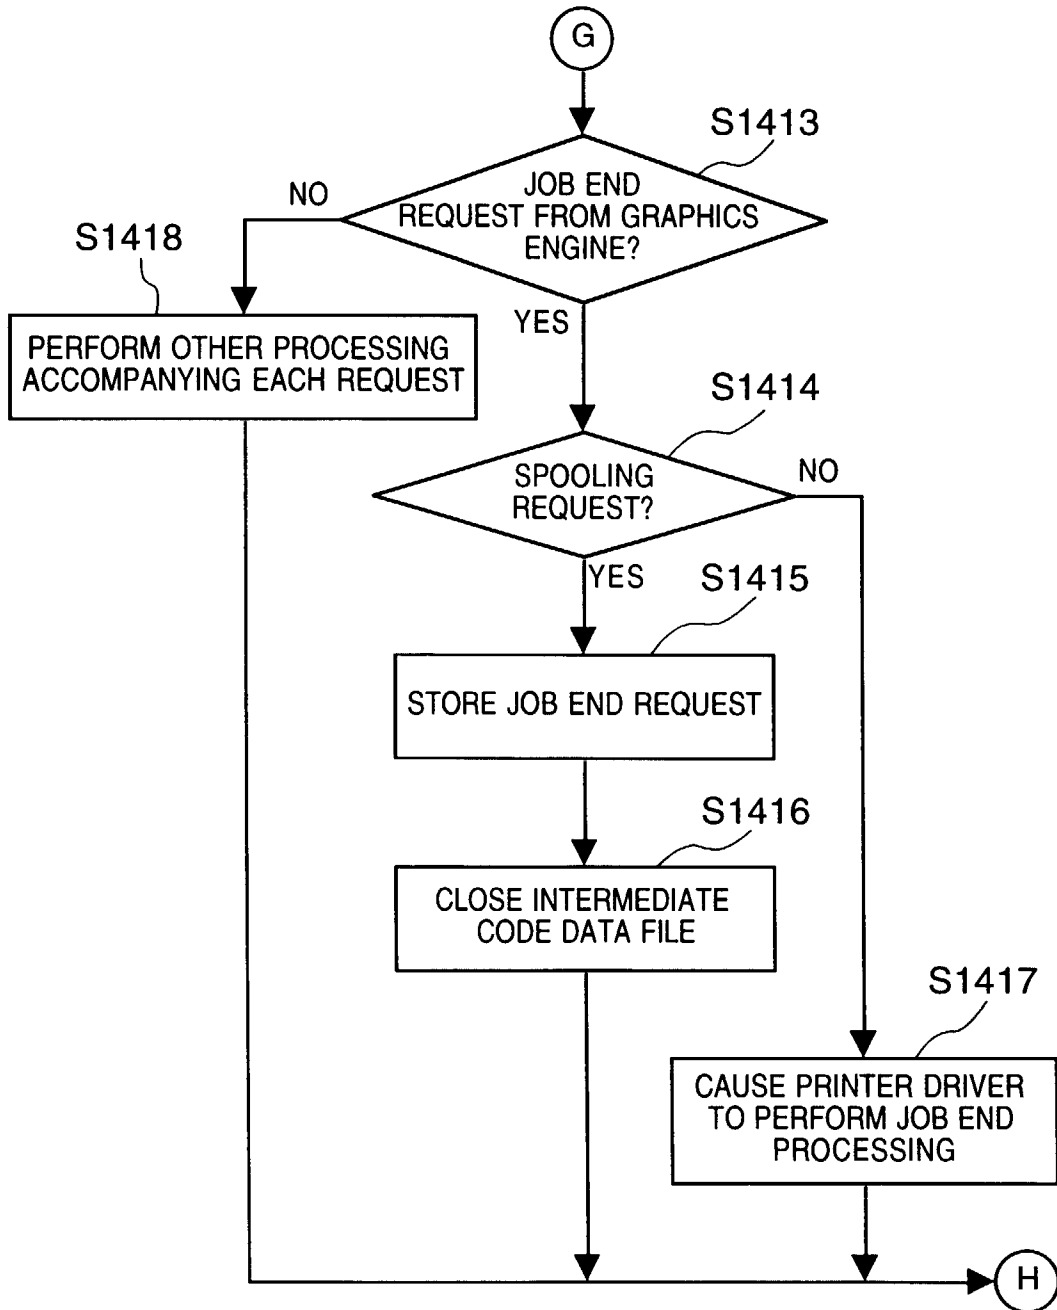 G
S1413
JOB END
REQUEST FROM GRAPHICS
ENGINE?
NO
YES
S1418
PERFORM OTHER PROCESSING
ACCOMPANYING EACH REQUEST
S1414
SPOOLING
REQUEST?
NO
YES
S1415
STORE JOB END REQUEST
S1416
CLOSE INTERMEDIATE
CODE DATA FILE
S1417
CAUSE PRINTER DRIVER
TO PERFORM JOB END
PROCESSING
H